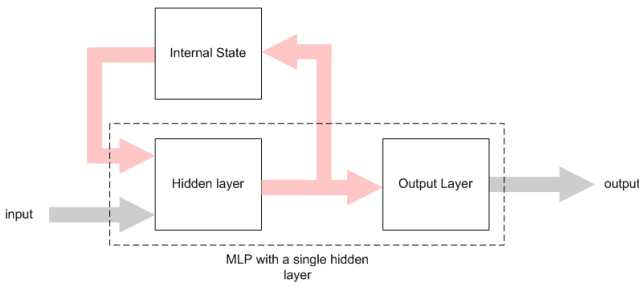 Internal State
Hidden layer
Output Layer
input
output
MLP with a single hidden
layer